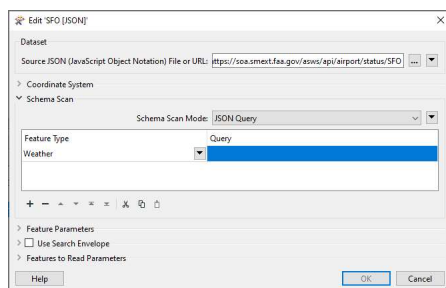 Edit 'SFO [JSON]'
Dataset
Source JSON (JavaScript Object Notation) File or URL: https://soa.smext.faa.gov/asws/api/airport/status/SFO ...
Coordinate System
Schema Scan
Schema Scan Mode: JSON Query
Feature Type Query
Weather
Feature Parameters
Use Search Envelope
Features to Read Parameters
Help OK Cancel